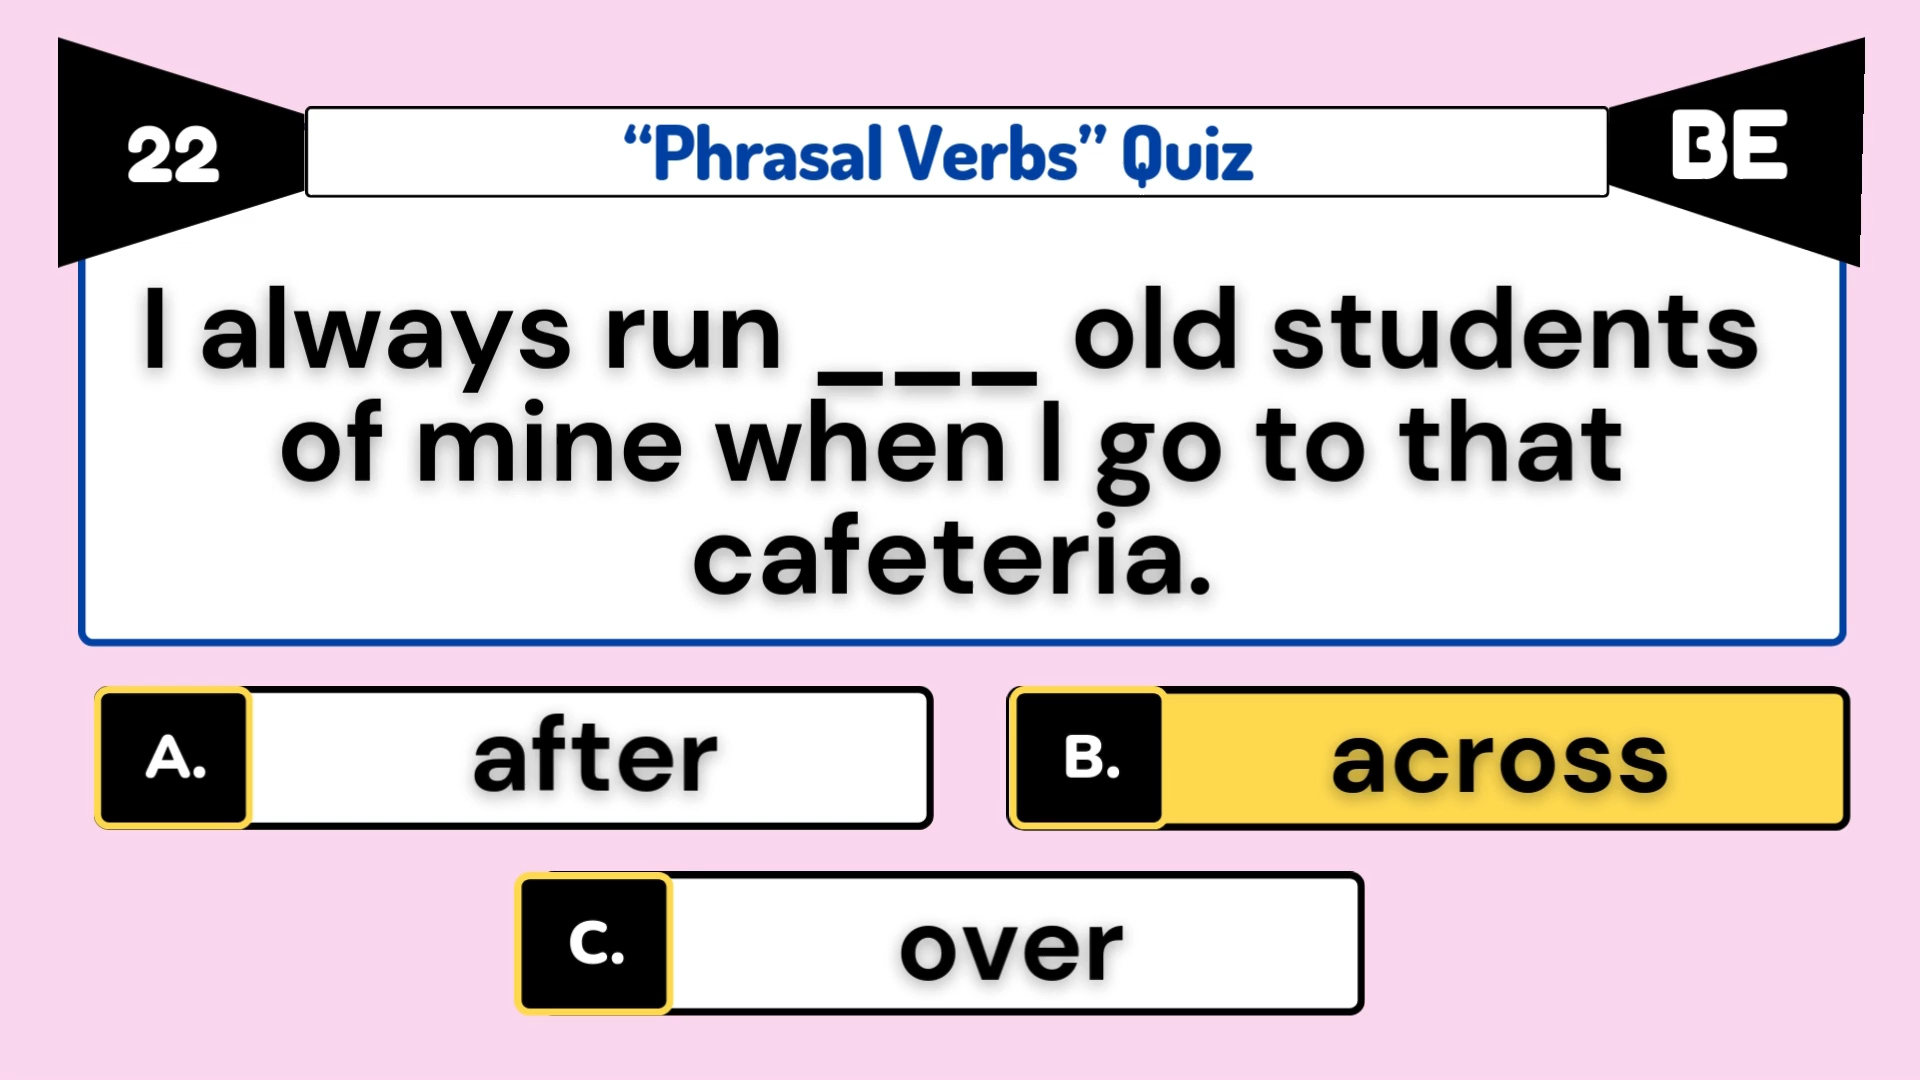 22
“Phrasal Verbs” Quiz
BE
I always run ___ old students
of mine when I go to that
cafeteria.
A.
after
B.
across
C.
over